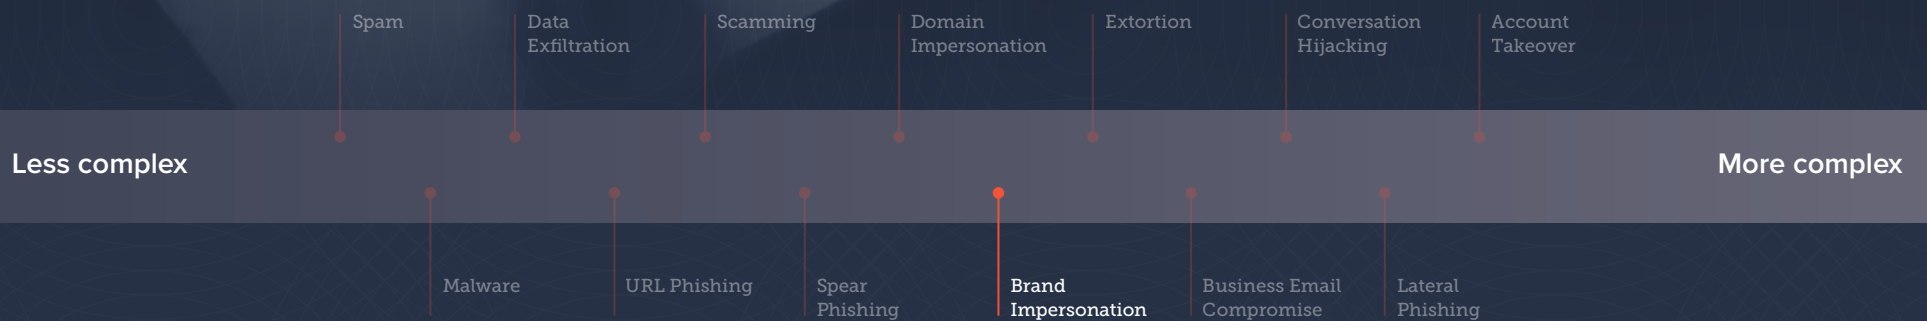 Spam
Data
Exfiltration
Scamming
Domain
Impersonation
Extortion
Conversation
Hijacking
Account
Takeover
Less complex
More complex
Malware
URL Phishing
Spear
Phishing
Brand
Impersonation
Business Email
Compromise
Lateral
Phishing